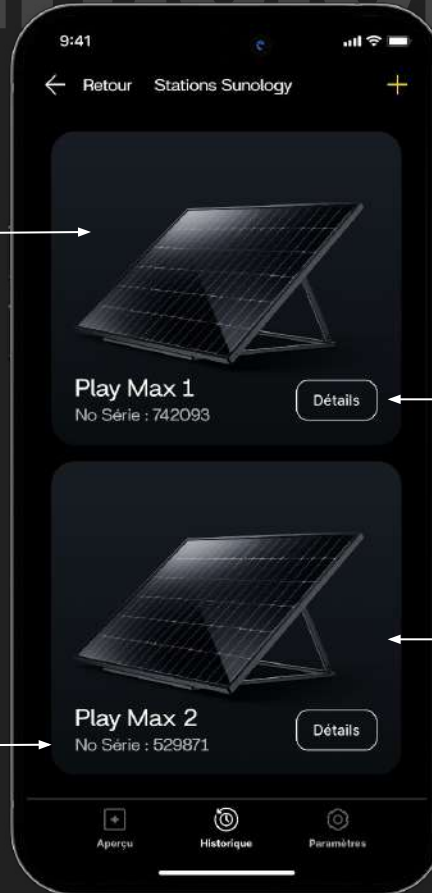 9:41
Retour Stations Sunology
Play Max 1
No Série : 742093
Détails
Play Max 2
No Série : 529871
Détails
Aperçu Historique Paramètres